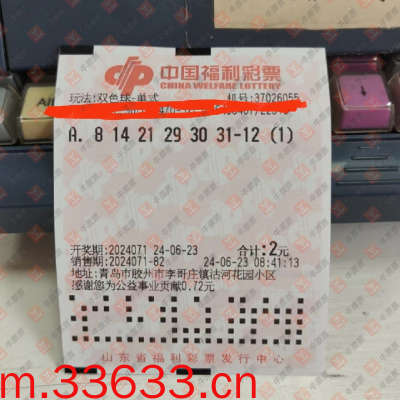 中国福利彩票
CHINA WELFARE LOTTERY
玩法:双色球-单式 机号:37026055
A. 8 14 21 29 30 31-12 (1)
开奖期:2024071 24-06-23 合计:2元
销售期:2024071-82 24-06-23 08:41:13
地址:青岛市胶州市李哥庄镇沽河花园小区
感谢您为公益事业贡献0.72元
山东省福利彩票发行中心
m.33633.cn